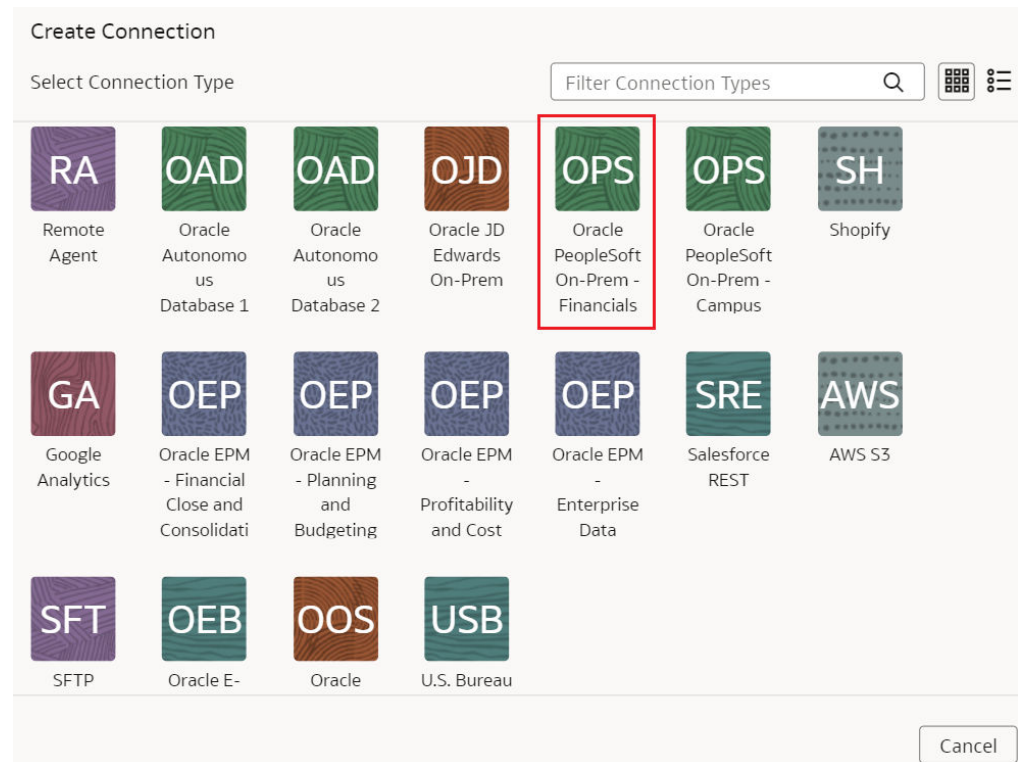 Create Connection
Select Connection Type
Filter Connection Types
RA OAD OAD OJD OPS OPS SH
Remote Agent
Oracle Autonomo us Database 1
Oracle Autonomo us Database 2
Oracle JD Edwards On-Prem
Oracle PeopleSoft On-Prem - Financials
Oracle PeopleSoft On-Prem - Campus
Shopify
GA OEP OEP OEP OEP SRE AWS
Google Analytics
Oracle EPM - Financial Close and Consolidati
Oracle EPM - Planning and Budgeting
Oracle EPM - Profitability and Cost
Oracle EPM - Enterprise Data
Salesforce REST
AWS S3
SFT OEB OOS USB
SFTP
Oracle E-
Oracle
U.S. Bureau
Cancel